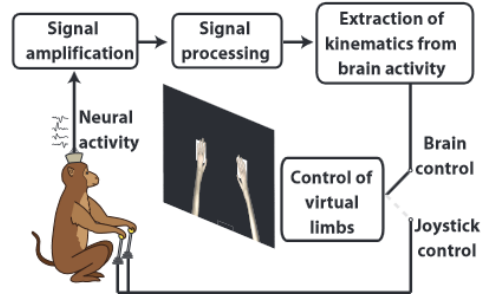 Signal
amplification
Signal
processing
Extraction of
kinematics from
brain activity
Neural
activity
Brain
control
Control of
virtual
limbs
Joystick
control